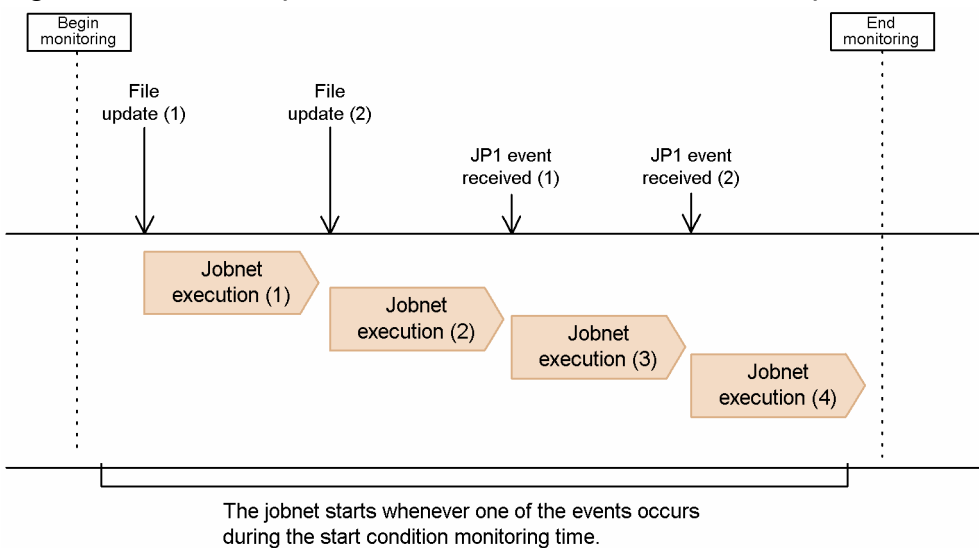 Begin
monitoring
End
monitoring
File
update (1)
File
update (2)
JP1 event
received (1)
JP1 event
received (2)
Jobnet
execution (1)
Jobnet
execution (2)
Jobnet
execution (3)
Jobnet
execution (4)
The jobnet starts whenever one of the events occurs
during the start condition monitoring time.